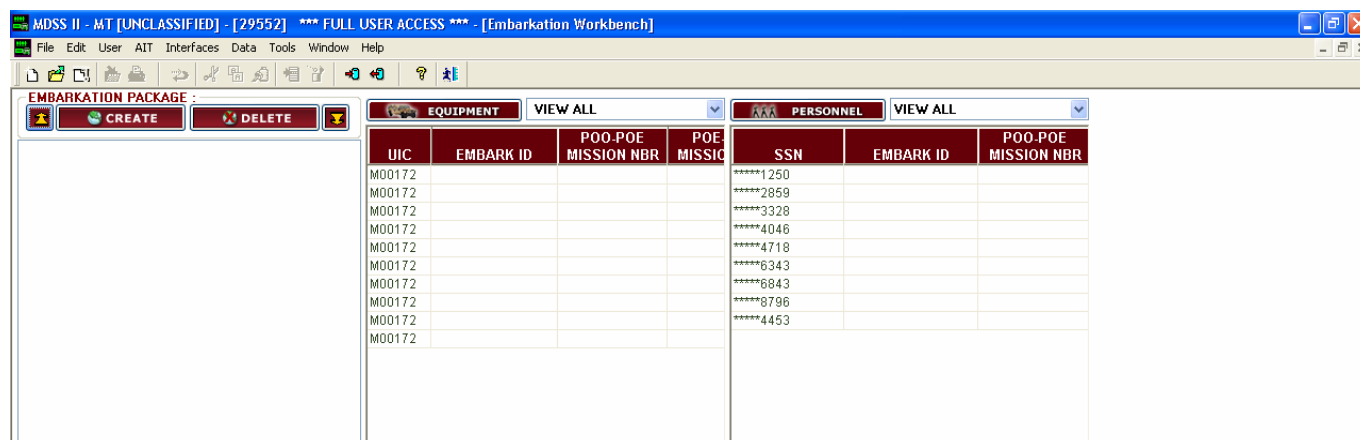 MDSS II - MT [UNCLASSIFIED] - [29552]   *** FULL USER ACCESS *** - [Embarkation Workbench]
File Edit User AIT Interfaces Data Tools Window Help
EMBARKATION PACKAGE :
CREATE DELETE
EQUIPMENT VIEW ALL
UIC EMBARK ID POO-POE MISSION NBR POE- MISSIO
M00172
M00172
M00172
M00172
M00172
M00172
M00172
M00172
M00172
M00172
PERSONNEL VIEW ALL
SSN EMBARK ID POO-POE MISSION NBR
*****1250
*****2859
*****3328
*****4046
*****4718
*****6343
*****6843
*****8796
*****4453